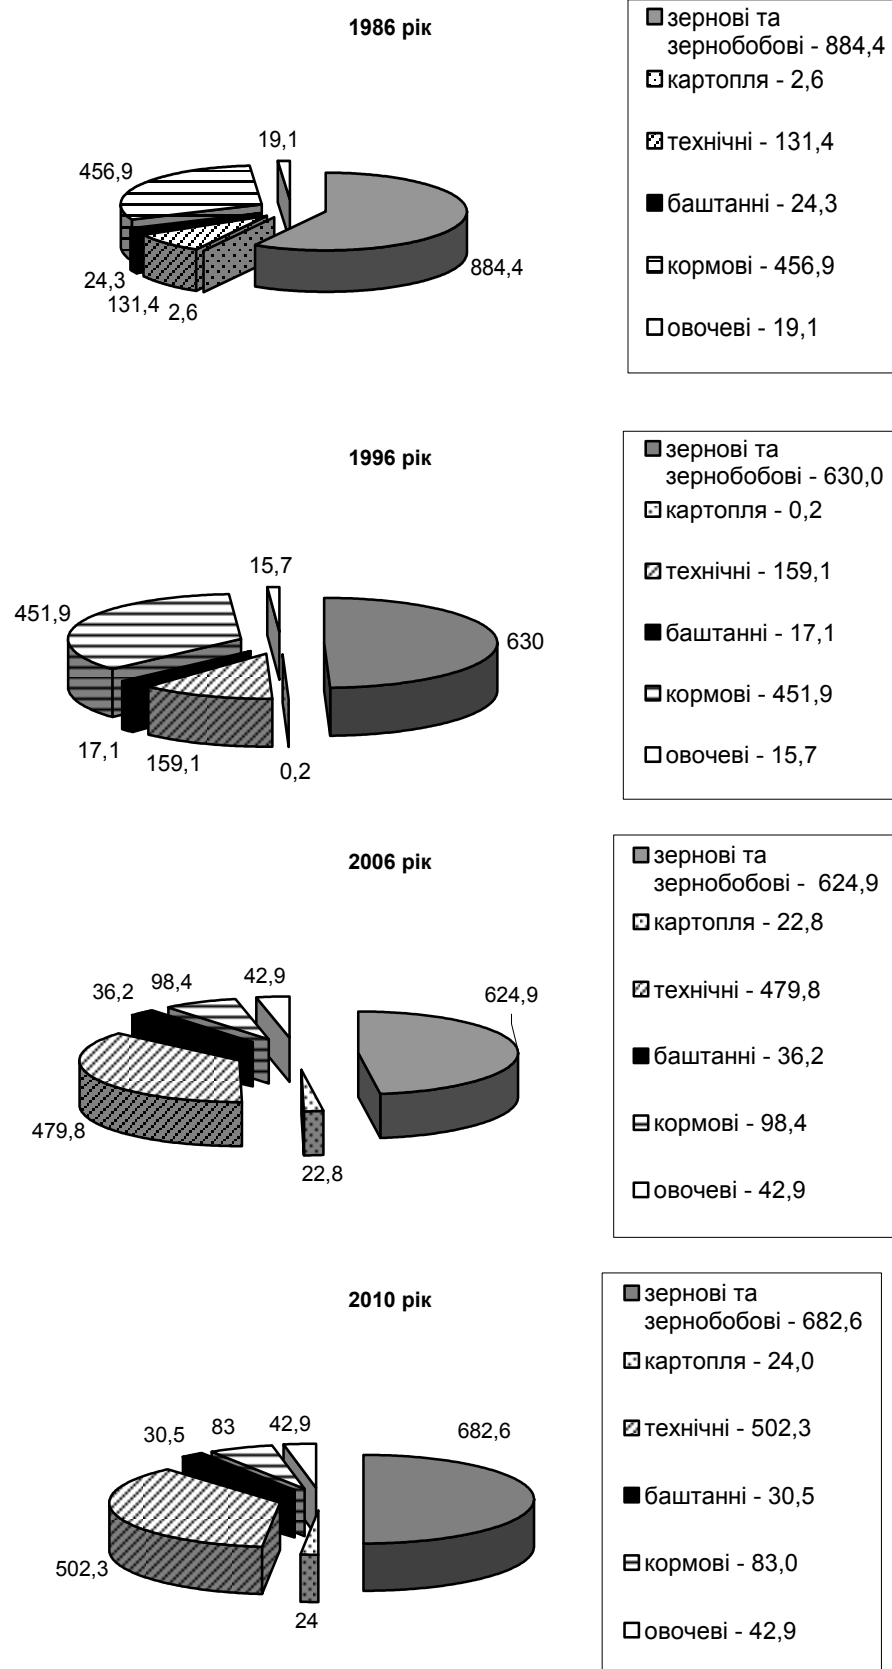 1986 рік
19,1
456,9
884,4
24,3
131,4
2,6
зернові та
зернобобові - 884,4
картопля - 2,6
технічні - 131,4
баштанні - 24,3
кормові - 456,9
овочеві - 19,1
1996 рік
15,7
451,9
630
17,1
159,1
0,2
зернові та
зернобобові - 630,0
картопля - 0,2
технічні - 159,1
баштанні - 17,1
кормові - 451,9
овочеві - 15,7
2006 рік
42,9
98,4
36,2
624,9
479,8
22,8
зернові та
зернобобові - 624,9
картопля - 22,8
технічні - 479,8
баштанні - 36,2
кормові - 98,4
овочеві - 42,9
2010 рік
42,9
83
30,5
682,6
502,3
24
зернові та
зернобобові - 682,6
картопля - 24,0
технічні - 502,3
баштанні - 30,5
кормові - 83,0
овочеві - 42,9